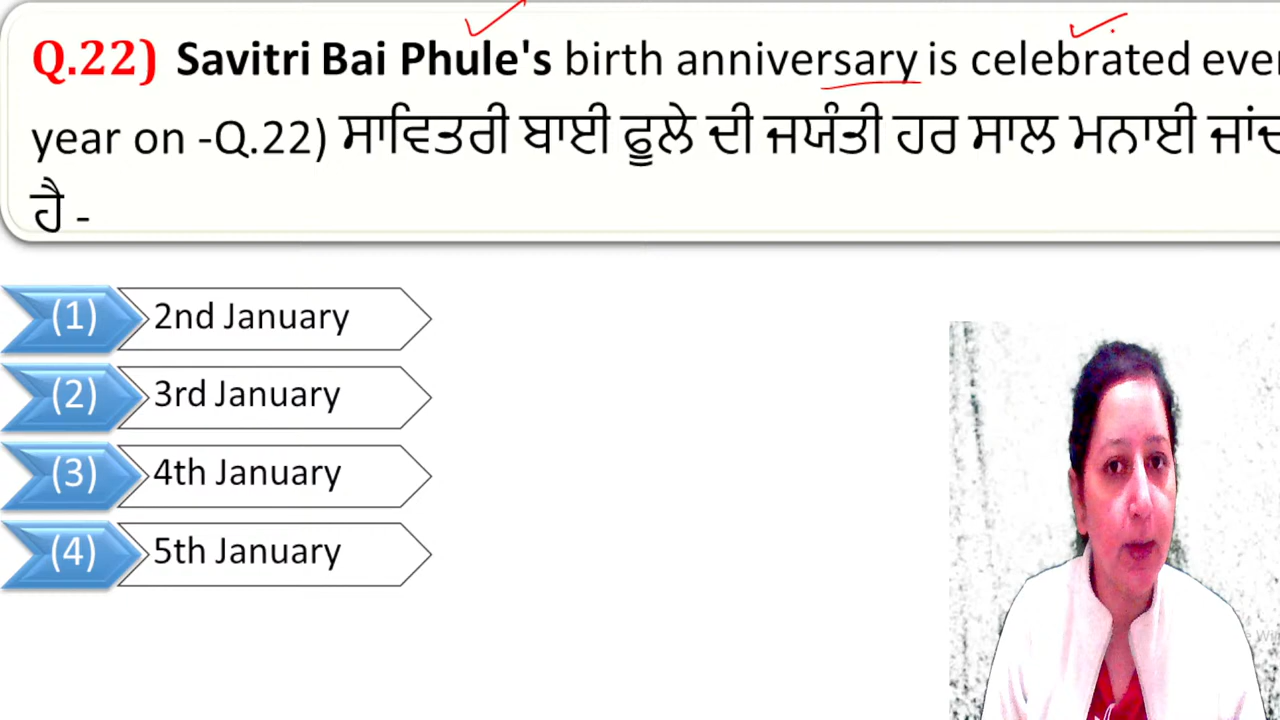 Q.22) Savitri Bai Phule's birth anniversary is celebrated ever
year on -Q.22) ਸਾਵਿਤਰੀ ਬਾਈ ਫੂਲੇ ਦੀ ਜਯੰਤੀ ਹਰ ਸਾਲ ਮਨਾਈ ਜਾਂਦ
ਹੈ -
(1) 2nd January
(2) 3rd January
(3) 4th January
(4) 5th January